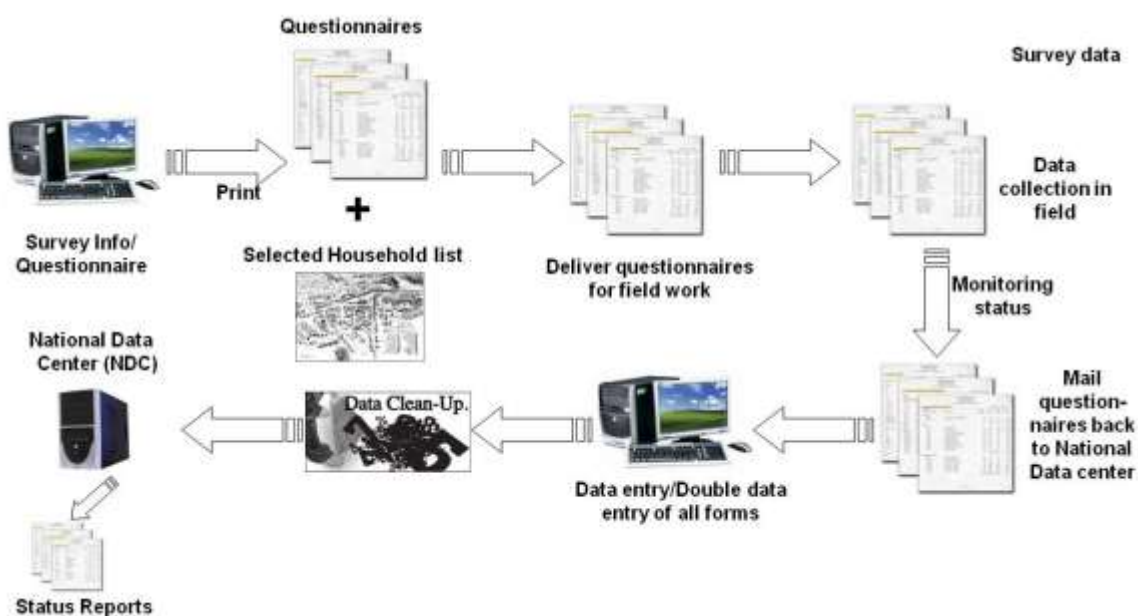 Questionnaires
Survey data
Print
Survey Info/
Questionnaire
+
Selected Household list
Deliver questionnaires
for field work
Data
collection in
field
Monitoring
status
National Data
Center (NDC)
Data Clean-Up.
Data entry/Double data
entry of all forms
Mail
question-
naires back
to National
Data center
Status Reports